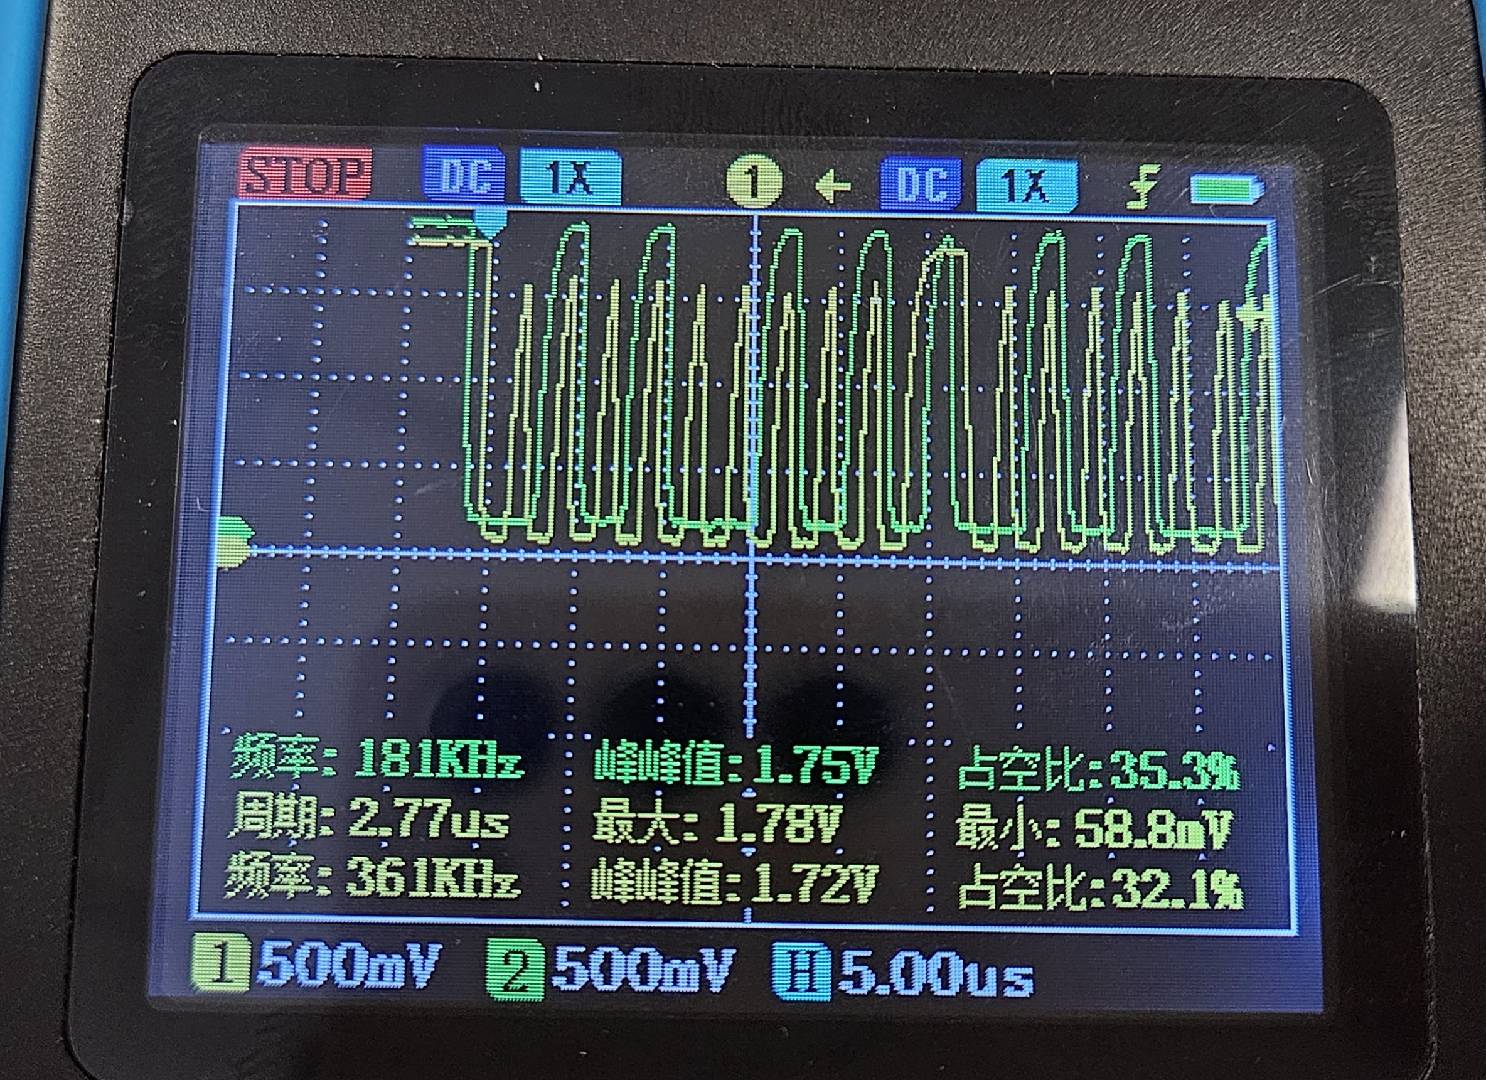 STOP DC 1X 1 DC 1X
频率: 181KHz 峰峰值: 1.75V 占空比: 35.3%
周期: 2.77us 最大: 1.78V 最小: 58.8mV
频率: 361KHz 峰峰值: 1.72V 占空比: 32.1%
1 500mV 2 500mV H 5.00us